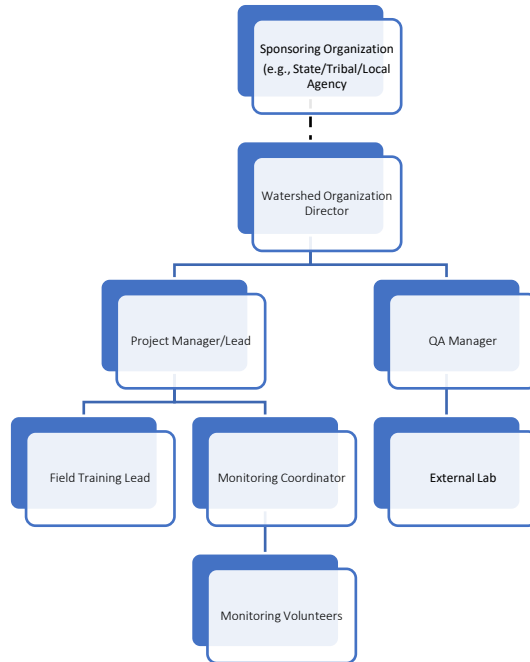 Sponsoring Organization
(e.g., State/Tribal/Local
Agency
Watershed Organization
Director
Project Manager/Lead
QA Manager
Field Training Lead
Monitoring Coordinator
External Lab
Monitoring Volunteers